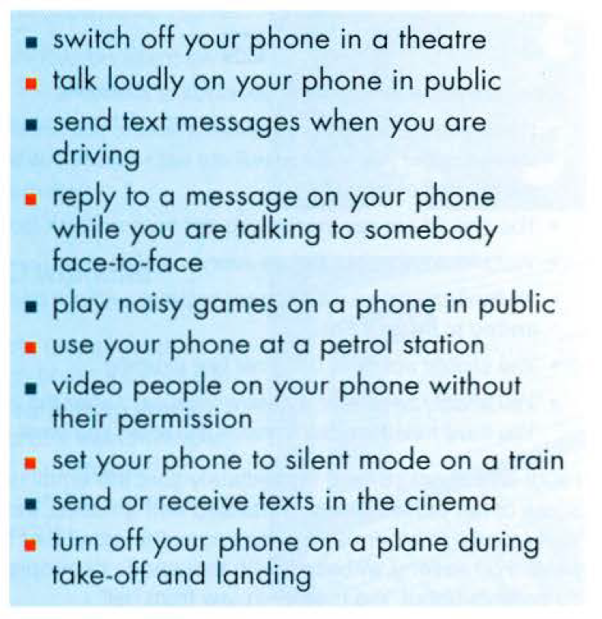 switch off your phone in a theatre
talk loudly on your phone in public
send text messages when you are
driving
reply to a message on your phone
while you are talking to somebody
face-to-face
play noisy games on a phone in public
use your phone at a petrol station
video people on your phone without
their permission
set your phone to silent mode on a train
send or receive texts in the cinema
turn off your phone on a plane during
take-off and landing